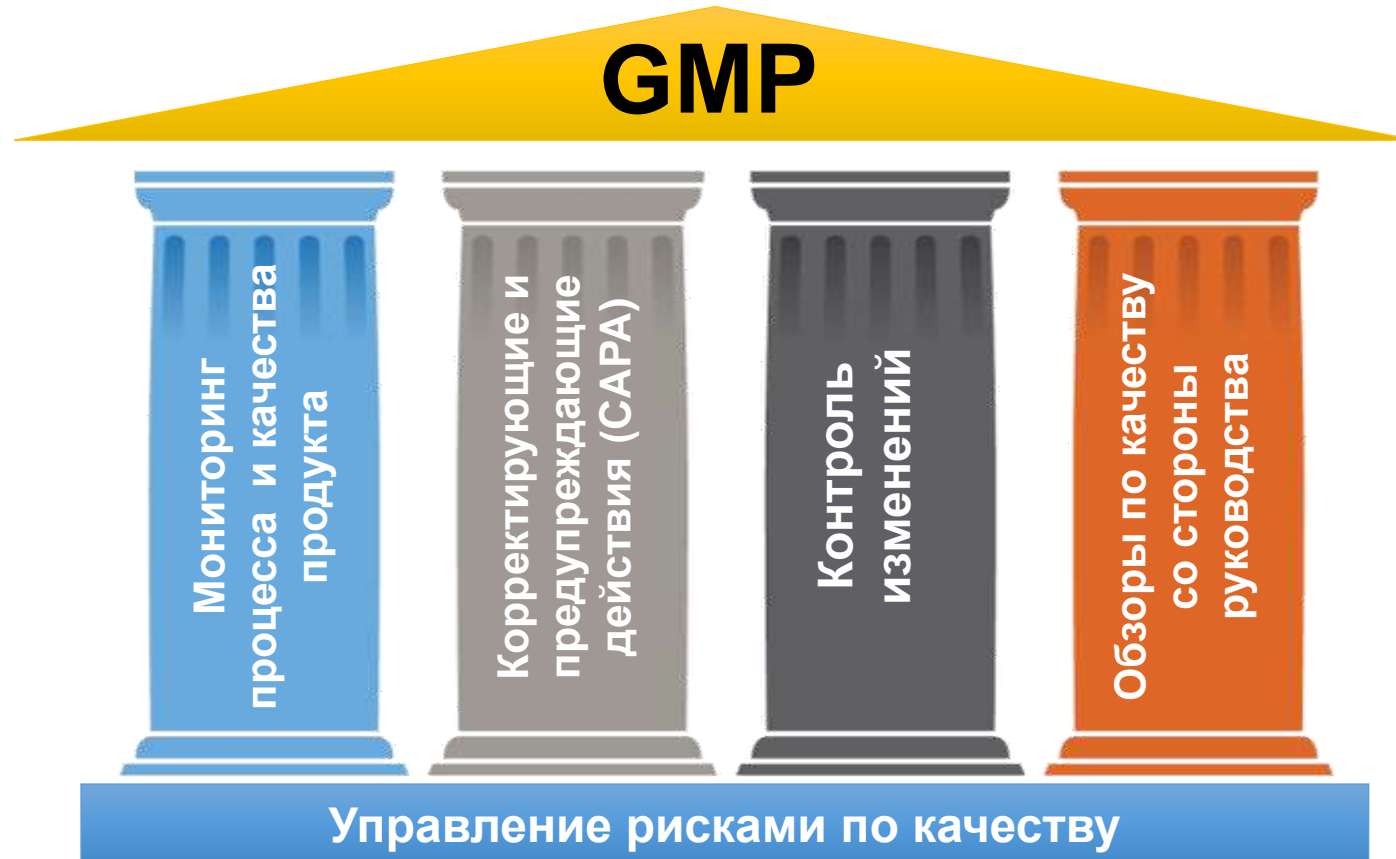 GMP
Мониторинг
процесса и качества
продукта
Корректирующие и
предупреждающие
действия (CAPA)
Контроль
изменений
Обзоры по качеству
со стороны
руководства
Управление рисками по качеству